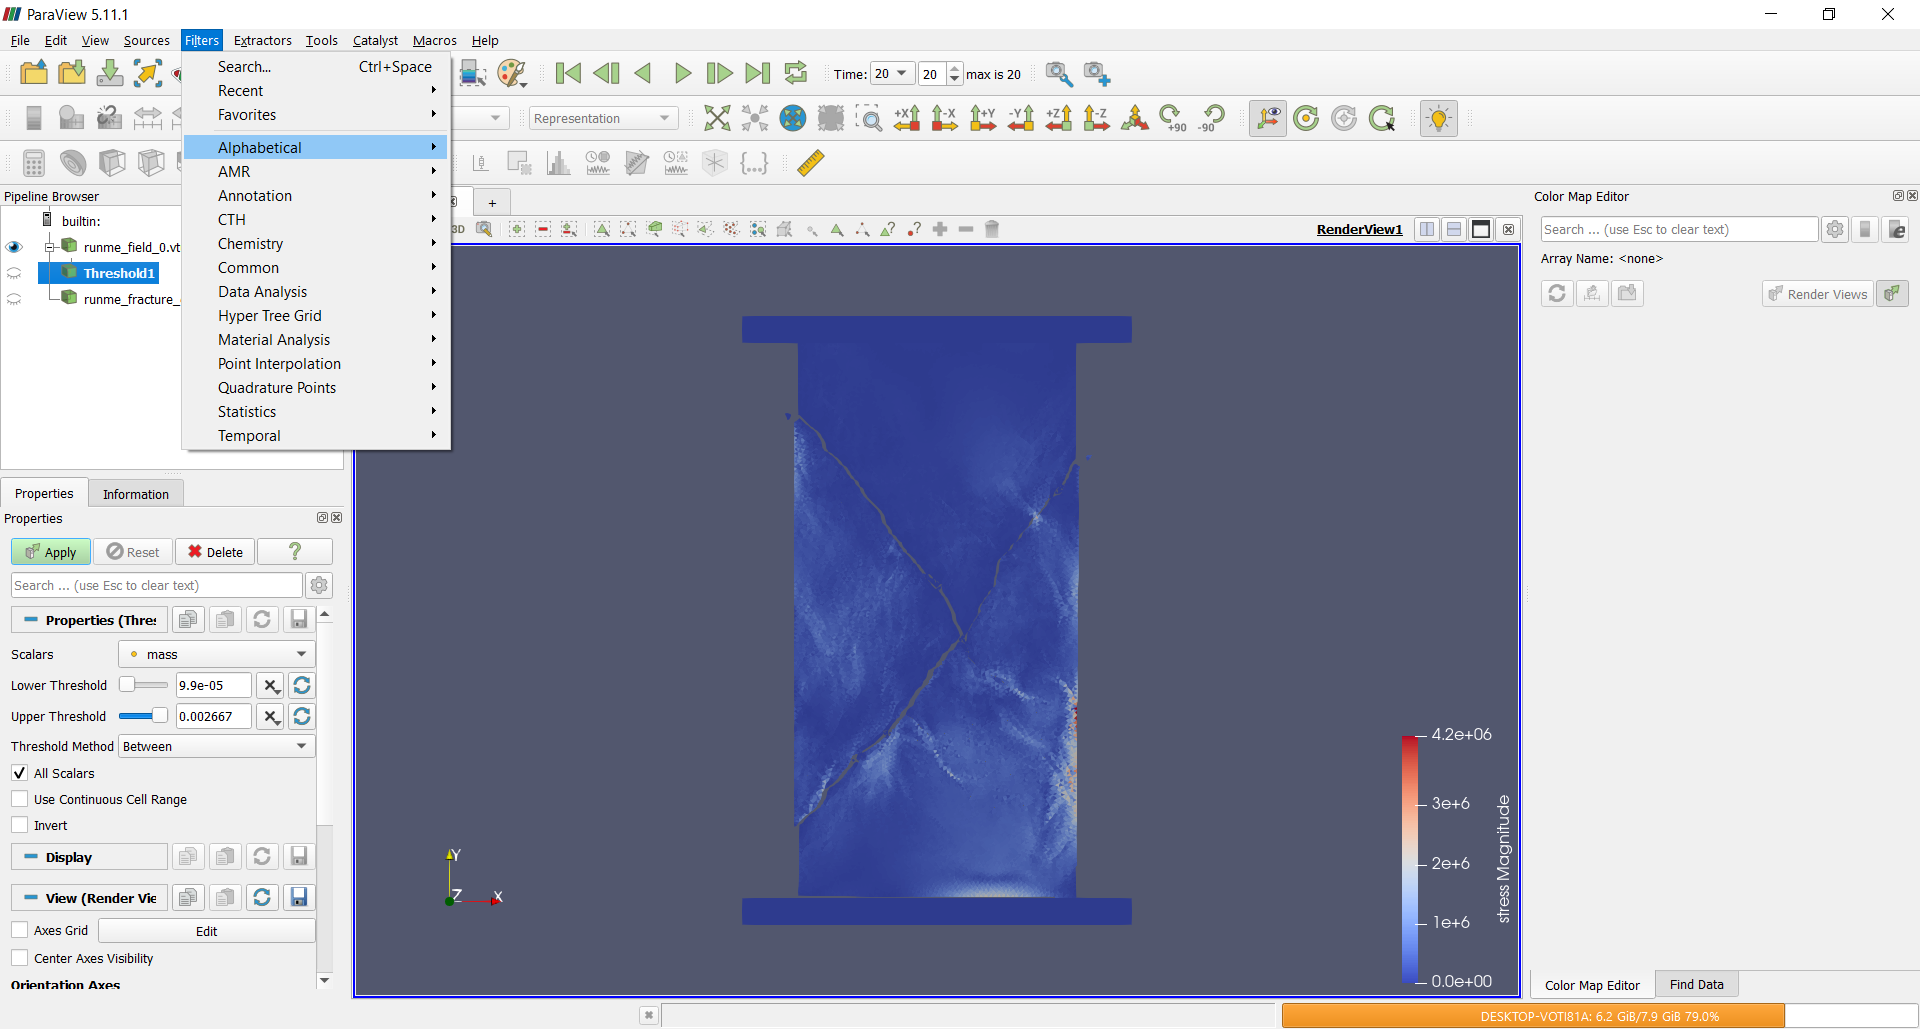 ParaView 5.11.1
File Edit View Sources Filters Extractors Tools Catalyst Macros Help
Search... Ctrl+Space
Recent
Favorites
Alphabetical
AMR
Annotation
CTH
Chemistry
Common
Data Analysis
Hyper Tree Grid
Material Analysis
Point Interpolation
Quadrature Points
Statistics
Temporal
Time: 20 20 max is 20
Representation
+X -X +Y -Y +Z -Z +90 -90
Pipeline Browser
builtin:
runme_field_0.vt
Threshold1
runme_fracture_
+
3D
RenderView1
Properties Information
Properties
Apply Reset Delete ?
Search ... (use Esc to clear text)
Properties (Thres
Scalars mass
Lower Threshold 9.9e-05
Upper Threshold 0.002667
Threshold Method Between
All Scalars
Use Continuous Cell Range
Invert
Display
View (Render Vie
Axes Grid Edit
Center Axes Visibility
Orientation Axes
Y
Z
X
4.2e+06
3e+6
2e+6
1e+6
0.0e+00
stress Magnitude
Color Map Editor
Search ... (use Esc to clear text)
Array Name: <none>
Render Views
Color Map Editor Find Data
DESKTOP-VOTI81A: 6.2 GiB/7.9 GiB 79.0%